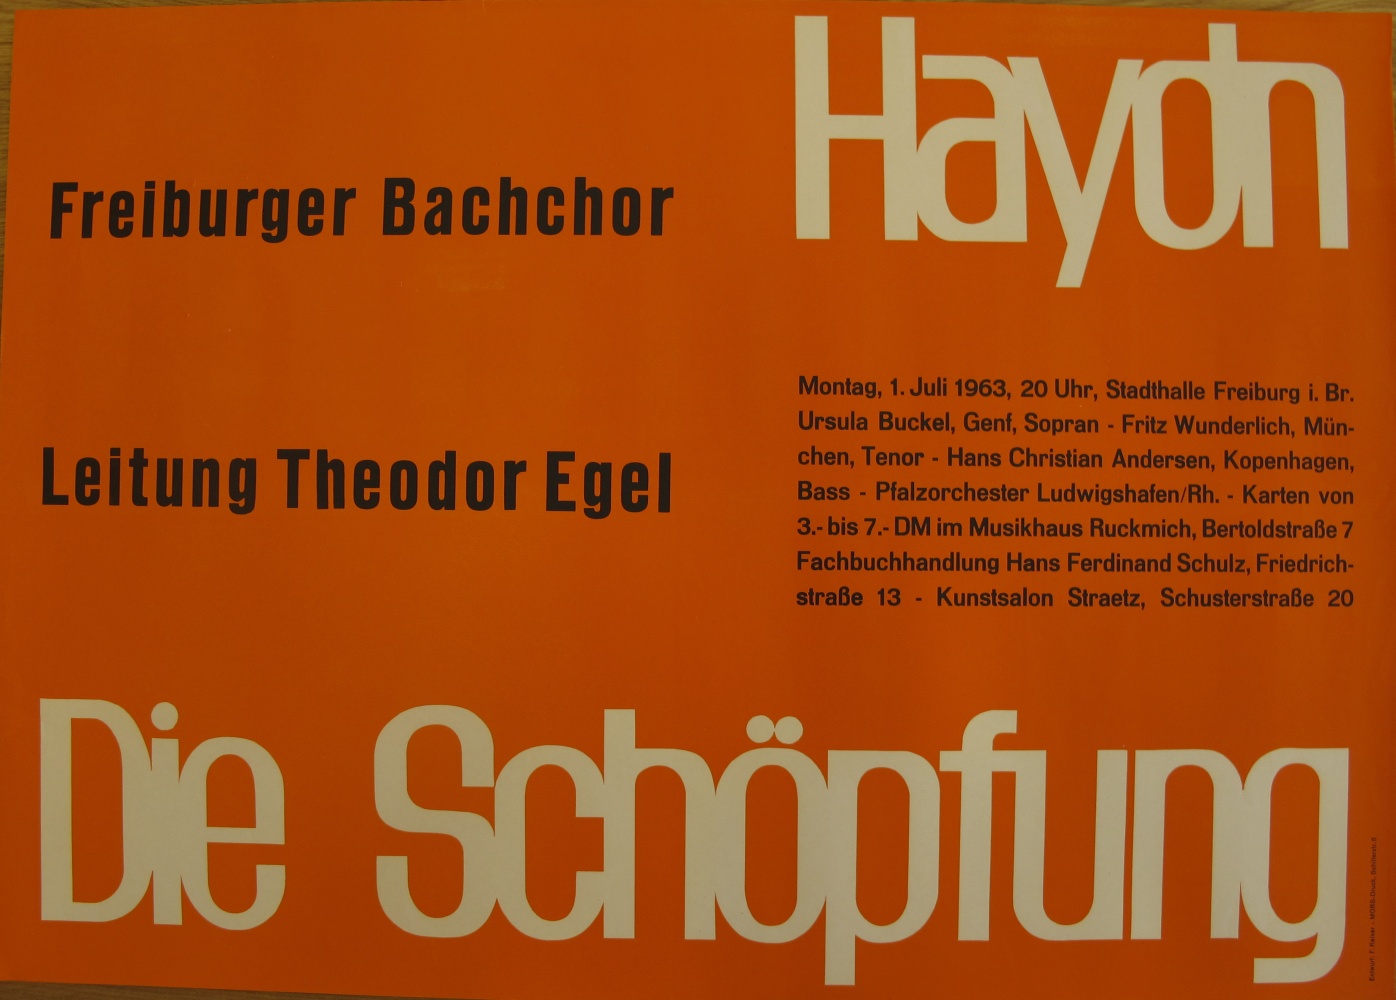 Haydn
Freiburger Bachchor
Leitung Theodor Egel
Montag, 1. Juli 1963, 20 Uhr, Stadthalle Freiburg i. Br.
Ursula Buckel, Genf, Sopran - Fritz Wunderlich, Mün-
chen, Tenor - Hans Christian Andersen, Kopenhagen,
Bass - Pfalzorchester Ludwigshafen/Rh. - Karten von
3.- bis 7.- DM im Musikhaus Ruckmich, Bertoldstraße 7
Fachbuchhandlung Hans Ferdinand Schulz, Friedrich-
straße 13 - Kunstsalon Straetz, Schusterstraße 20
Die Schöpfung
Entwurf: F.